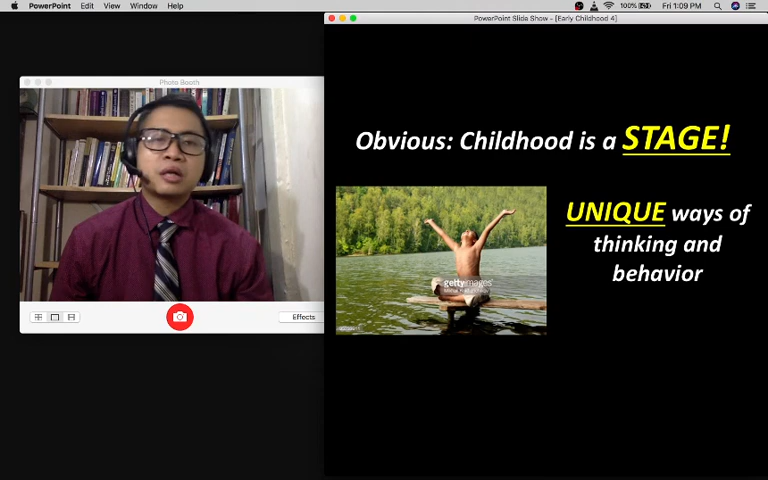 PowerPoint Edit View Window Help
100% Fri 1:09 PM
PowerPoint Slide Show - [Early Childhood 4]
Photo Booth
Obvious: Childhood is a STAGE!
UNIQUE ways of
thinking and
behavior
gettyimages
Effects